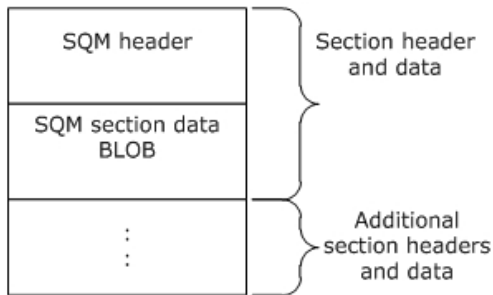 SQM header
Section header
and data
SQM section data
BLOB
:
:
Additional
section headers
and data